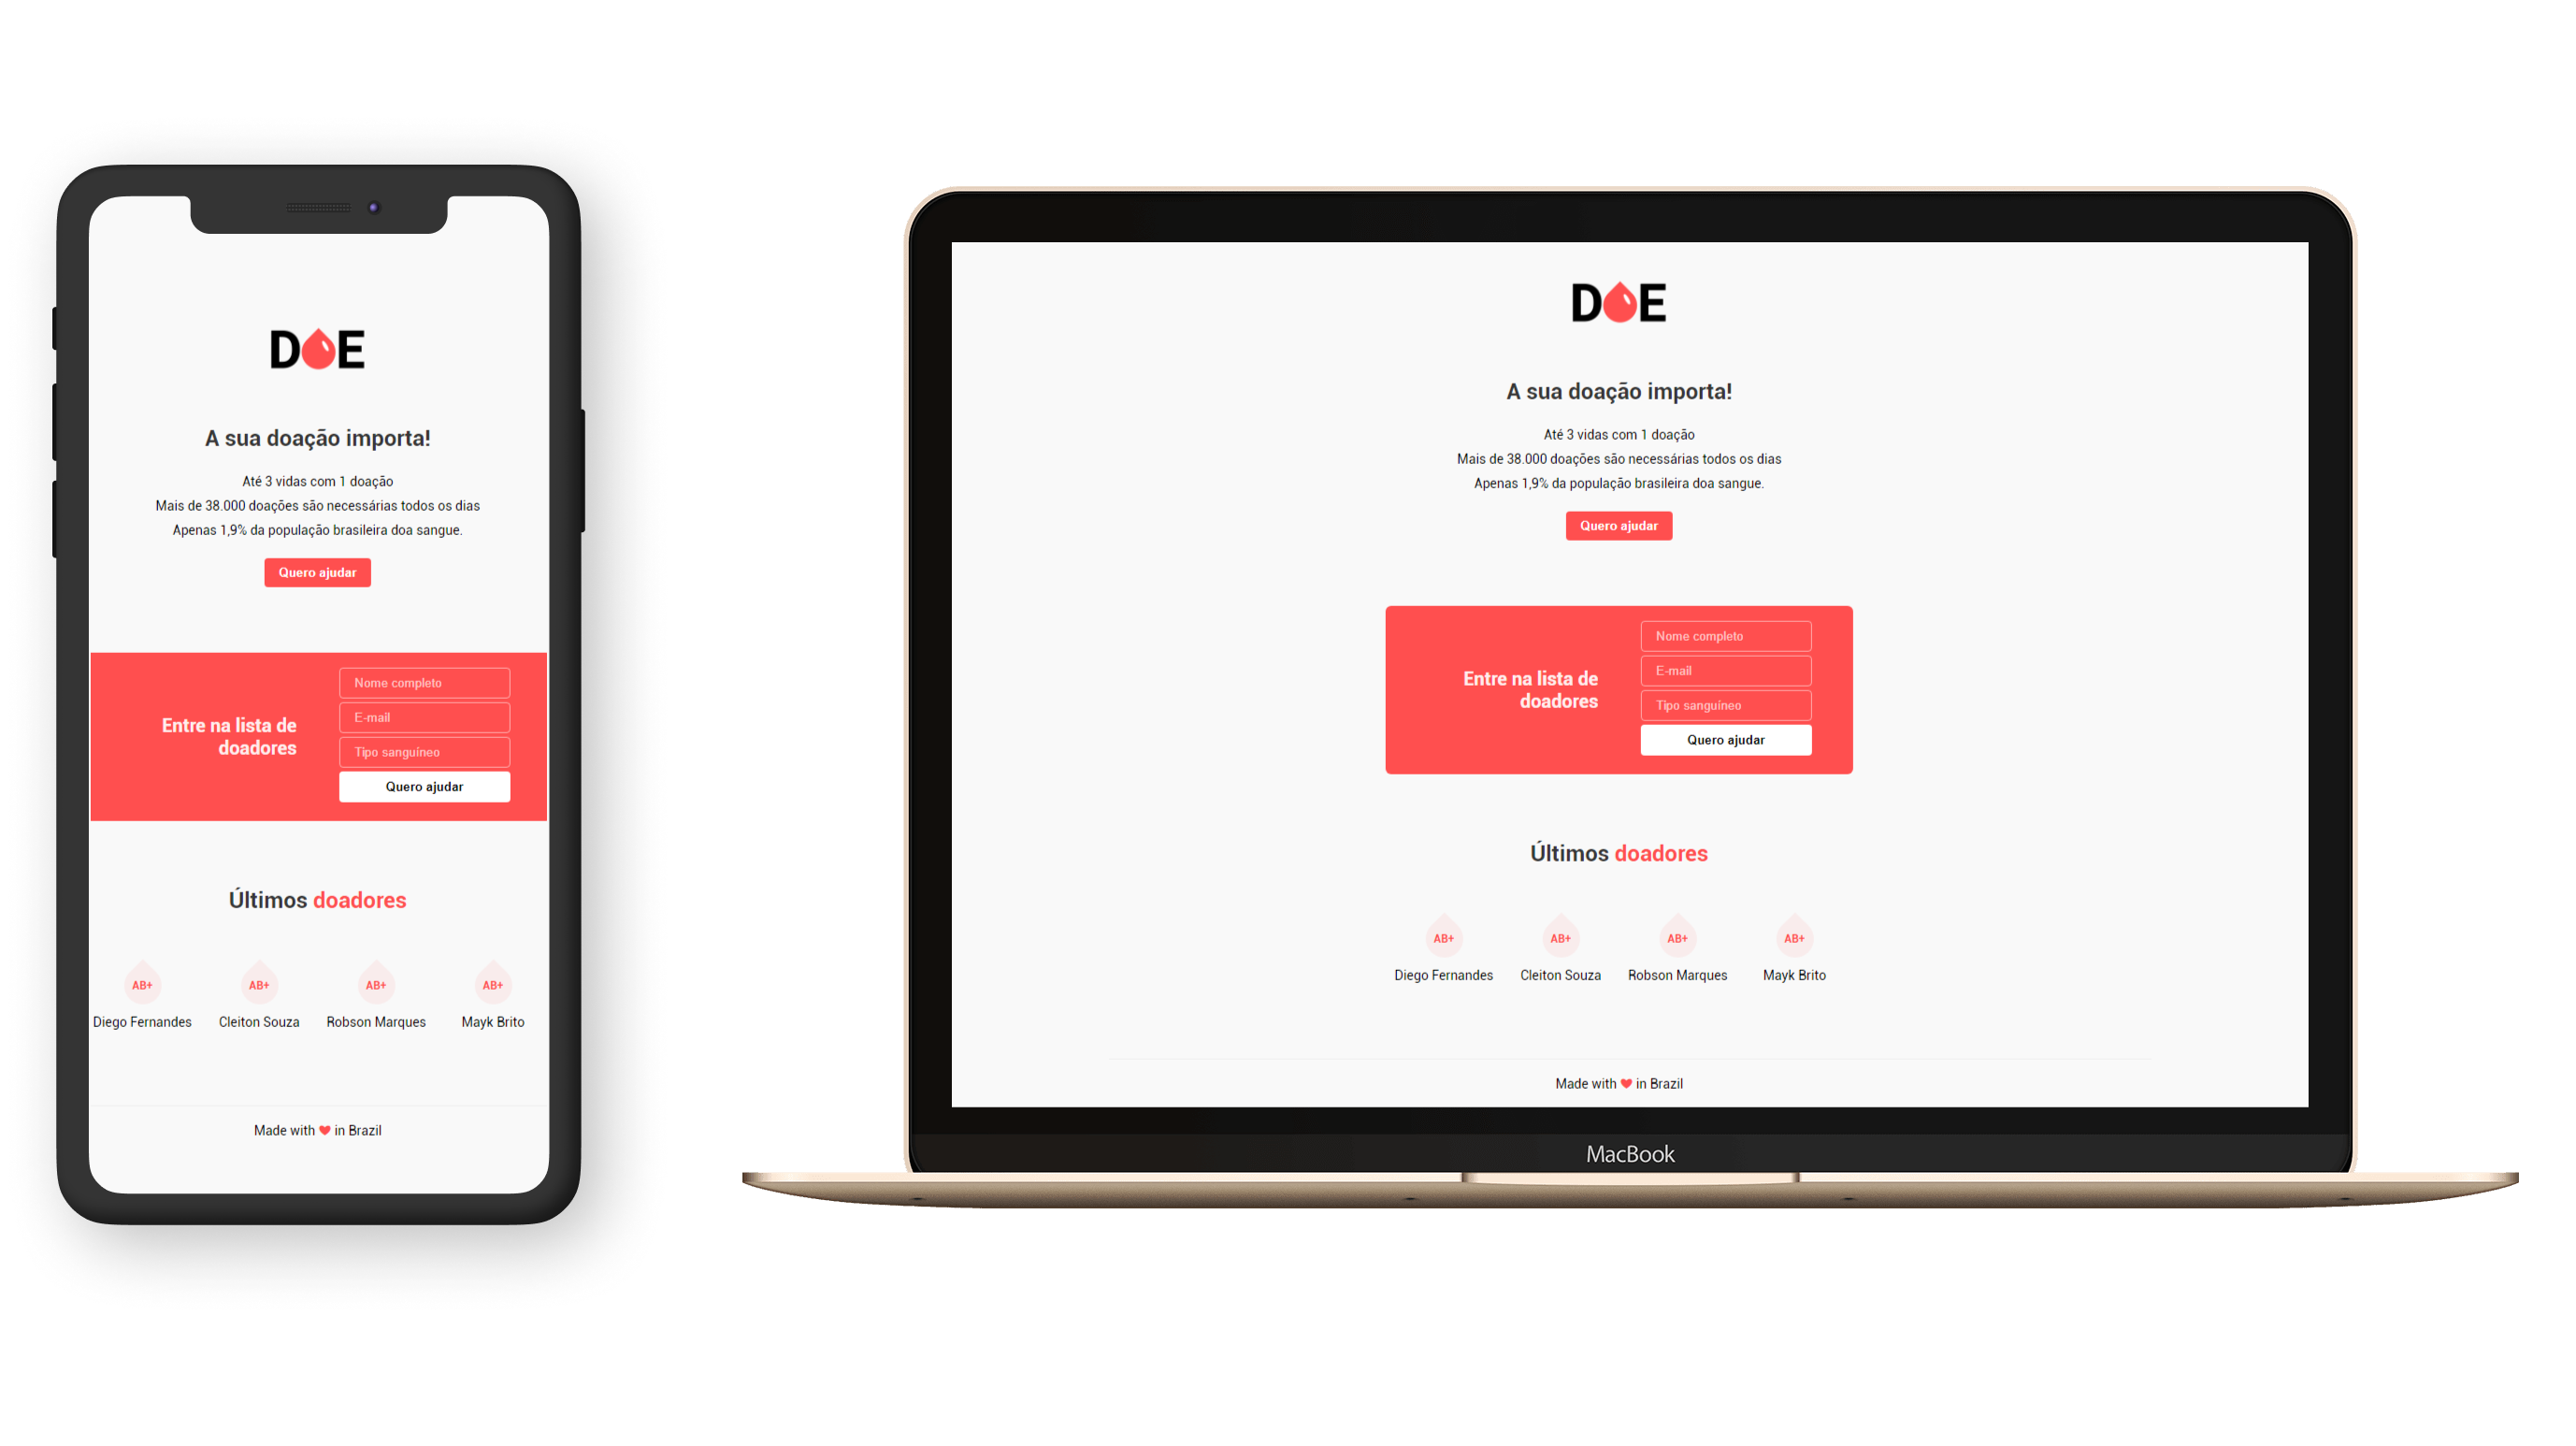 DOE
A sua doação importa!
Até 3 vidas com 1 doação
Mais de 38.000 doações são necessárias todos os dias
Apenas 1,9% da população brasileira doa sangue.
Quero ajudar
Entre na lista de
doadores
Nome completo
E-mail
Tipo sanguíneo
Quero ajudar
Últimos doadores
AB+ AB+ AB+ AB+
Diego Fernandes Cleiton Souza Robson Marques Mayk Brito
Made with ❤ in Brazil
DOE
A sua doação importa!
Até 3 vidas com 1 doação
Mais de 38.000 doações são necessárias todos os dias
Apenas 1,9% da população brasileira doa sangue.
Quero ajudar
Entre na lista de
doadores
Nome completo
E-mail
Tipo sanguíneo
Quero ajudar
Últimos doadores
AB+ AB+ AB+ AB+
Diego Fernandes Cleiton Souza Robson Marques Mayk Brito
Made with ❤ in Brazil
MacBook